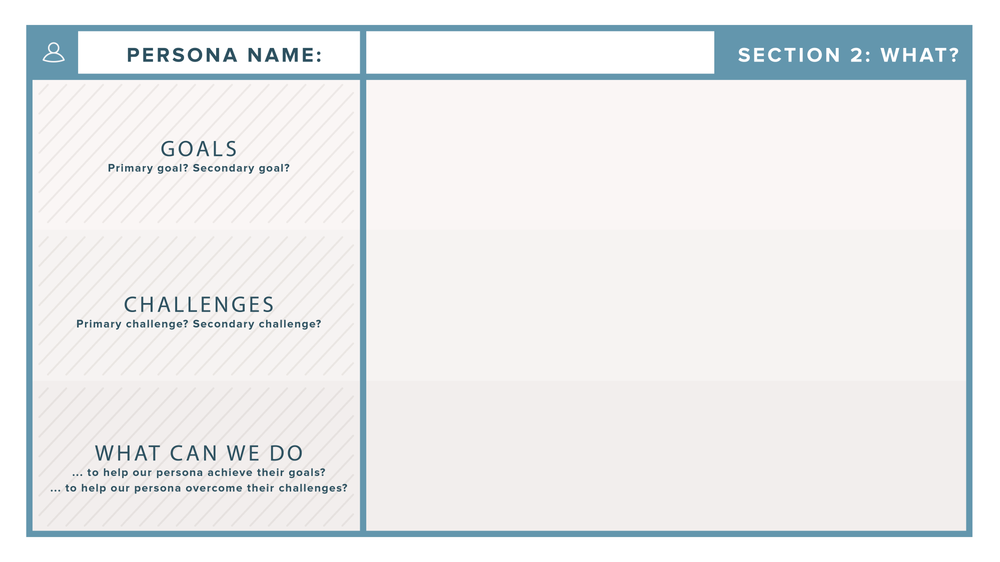 PERSONA NAME:
SECTION 2: WHAT?
GOALS
Primary goal? Secondary goal?
CHALLENGES
Primary challenge? Secondary challenge?
WHAT CAN WE DO
... to help our persona achieve their goals?
... to help our persona overcome their challenges?